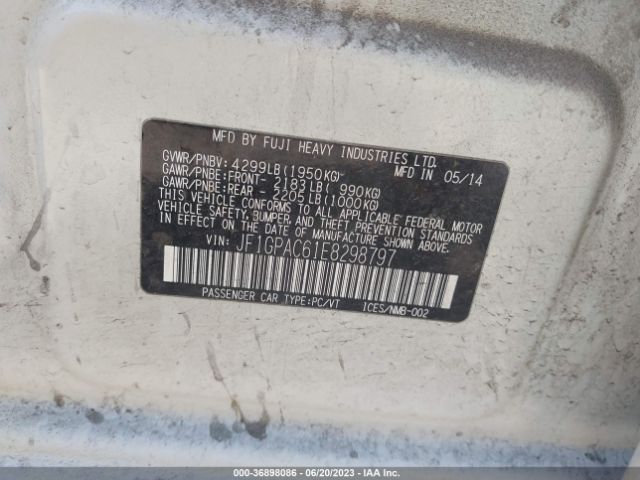 MFD BY FUJI HEAVY INDUSTRIES LTD.
GVWR/PNBV: 4299LB(1950KG) MFD IN 05/14
GAWR/PNBE:FRONT- 2183LB( 990KG)
GAWR/PNBE:REAR - 2205LB(1000KG)
THIS VEHICLE CONFORMS TO ALL APPLICABLE FEDERAL MOTOR
VEHICLE SAFETY, BUMPER, AND THEFT PREVENTION STANDARDS
IN EFFECT ON THE DATE OF MANUFACTURE SHOWN ABOVE.
VIN: JF1GPAC61E8298797
PASSENGER CAR TYPE:PC/VT ICES/NMB-002
000-36898086 - 06/20/2023 - IAA Inc.